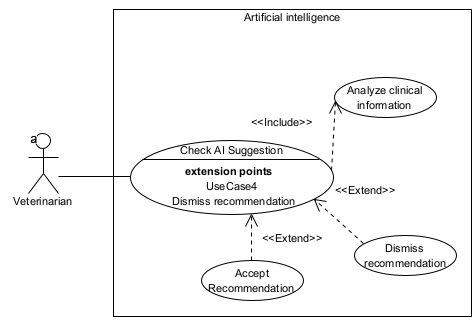 Artificial intelligence
Analyze clinical
information
<<Include>>
a
Check AI Suggestion
extension points
UseCase4
Dismiss recommendation
Veterinarian
<<Extend>>
<<Extend>>
Dismiss
recommendation
Accept
Recommendation